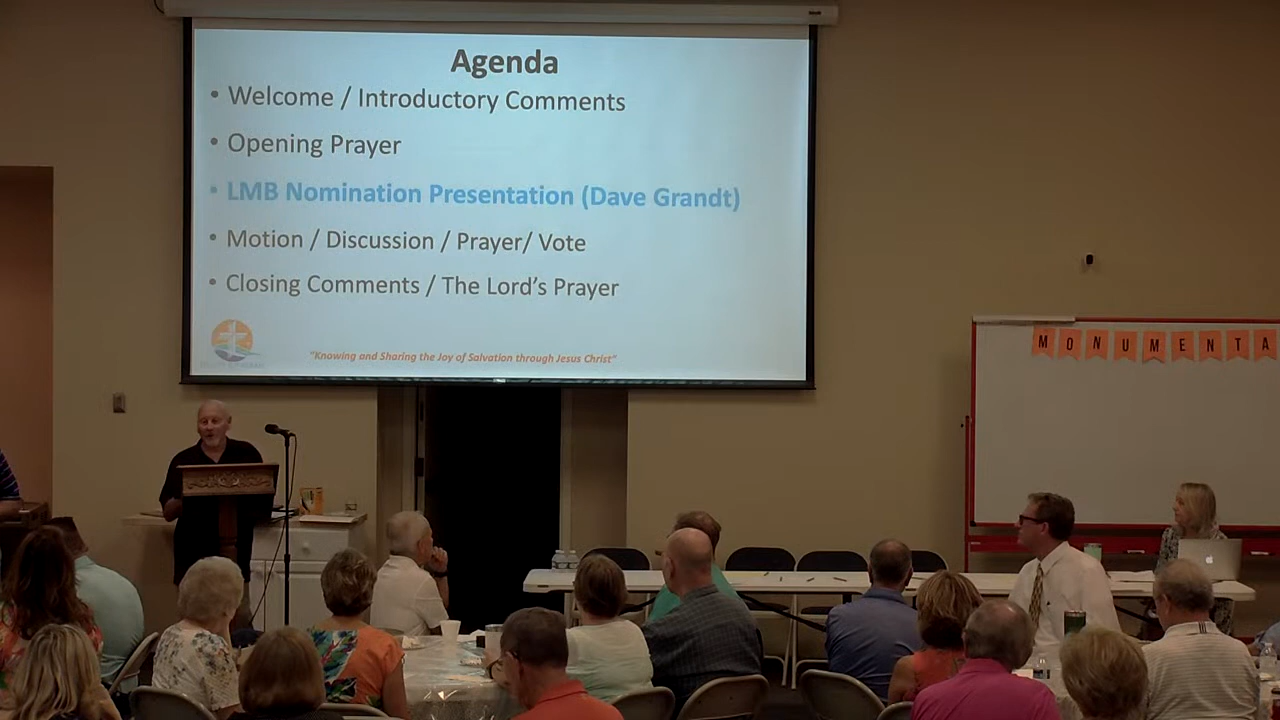 Agenda
• Welcome / Introductory Comments
• Opening Prayer
• LMB Nomination Presentation (Dave Grandt)
• Motion / Discussion / Prayer/ Vote
• Closing Comments / The Lord's Prayer
"Knowing and Sharing the Joy of Salvation through Jesus Christ"
MONUMENTA